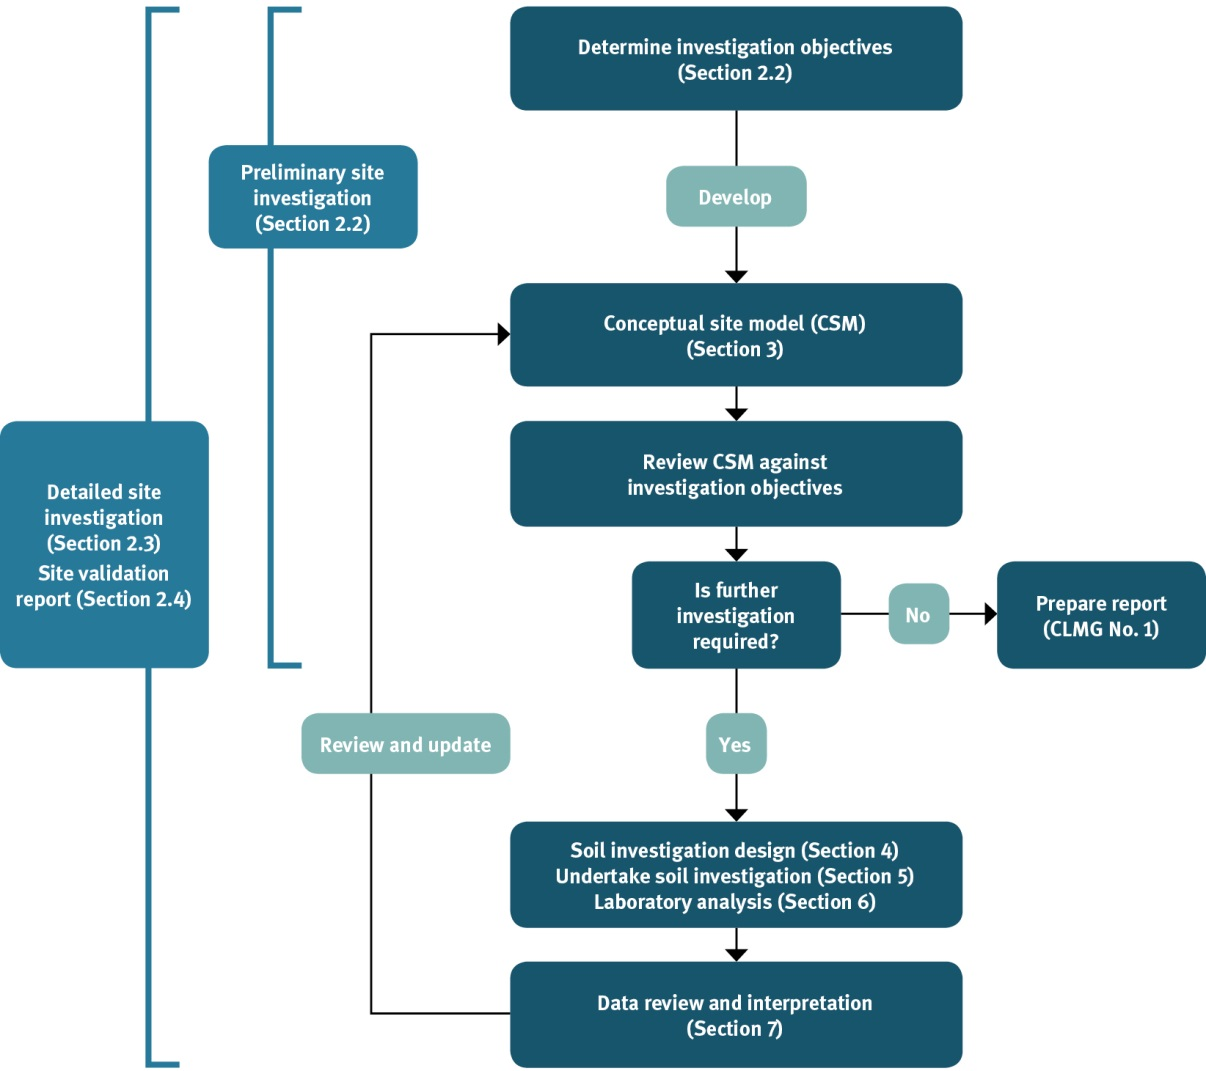 Determine investigation objectives
(Section 2.2)
Preliminary site
investigation
(Section 2.2)
Develop
Conceptual site model (CSM)
(Section 3)
Review CSM against
investigation objectives
Detailed site
investigation
(Section 2.3)
Site validation
report (Section 2.4)
Is further
investigation
required?
No
Prepare report
(CLMG No. 1)
Review and update
Yes
Soil investigation design (Section 4)
Undertake soil investigation (Section 5)
Laboratory analysis (Section 6)
Data review and interpretation
(Section 7)